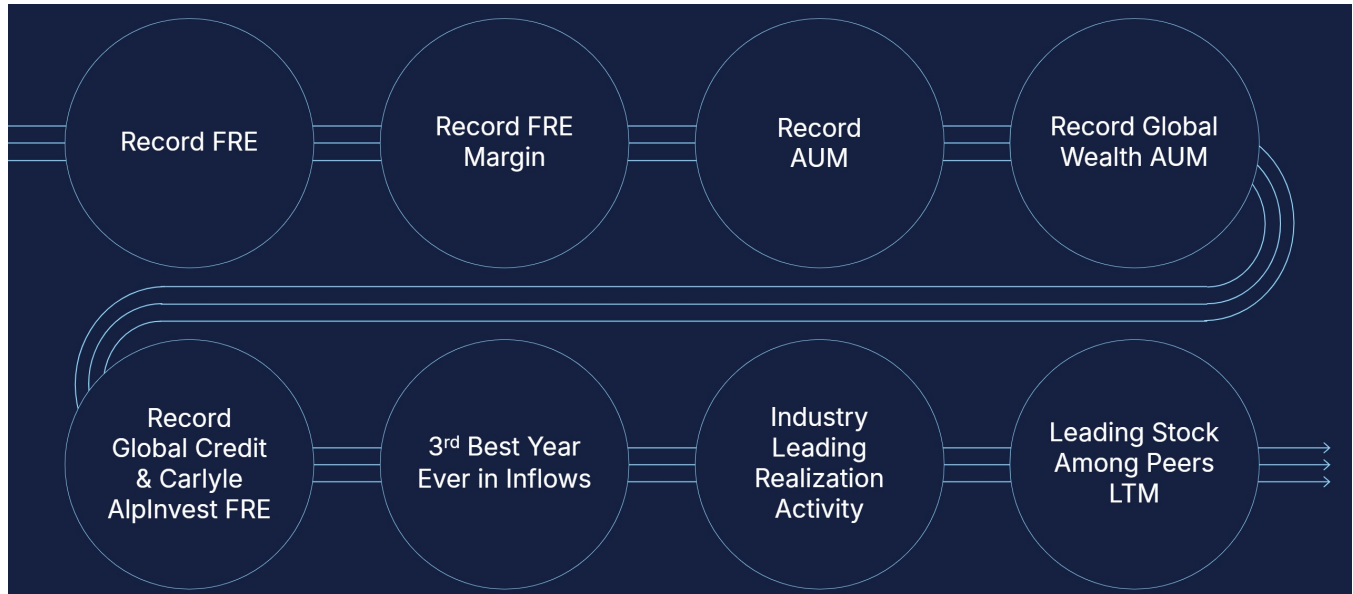 Record FRE
Record FRE
Margin
Record
AUM
Record Global
Wealth AUM
Record
Global Credit
& Carlyle
AlpInvest FRE
3rd Best Year
Ever in Inflows
Industry
Leading
Realization
Activity
Leading Stock
Among Peers
LTM